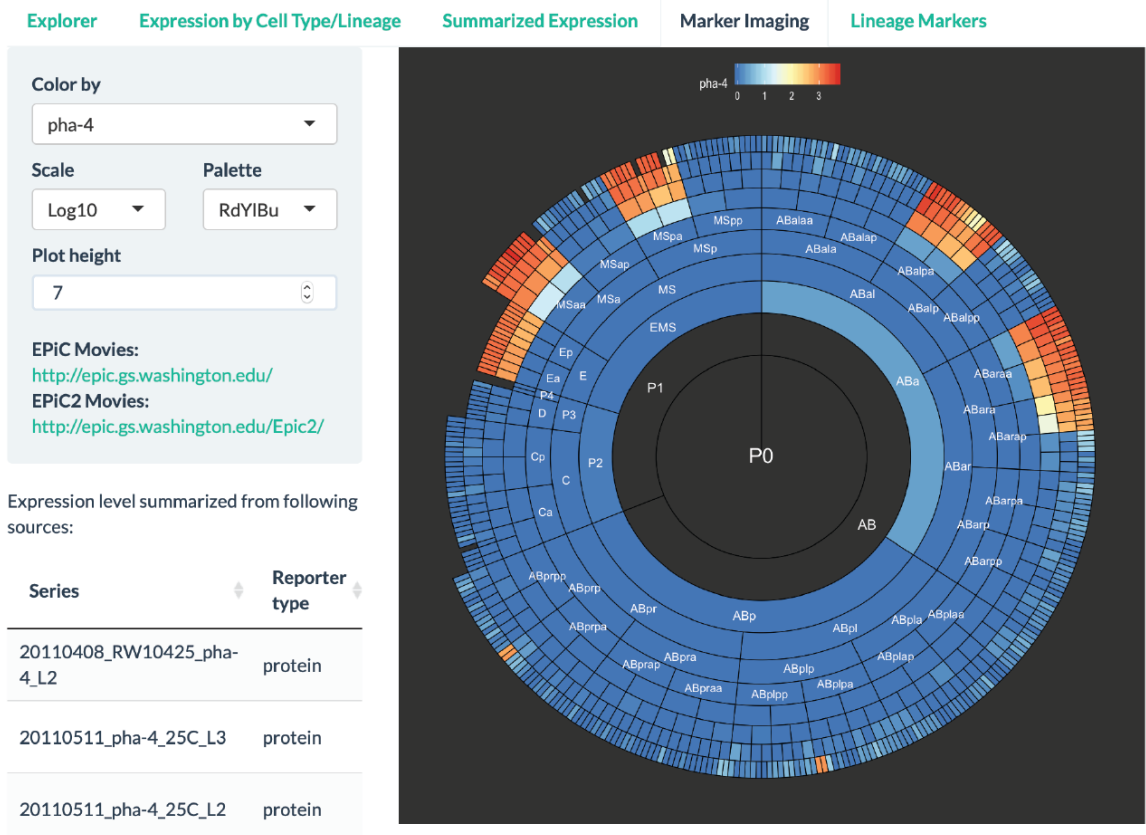 Explorer
Expression by Cell Type/Lineage
Summarized Expression
Marker Imaging
Lineage Markers
Color by
pha-4
Scale
Palette
Log10
RdYlBu
Plot height
7
EPiC Movies:
http://epic.gs.washington.edu/
EPiC2 Movies:
http://epic.gs.washington.edu/Epic2/
Expression level summarized from following
sources:
Series
Reporter
type
20110408_RW10425_pha-
4_L2
protein
20110511_pha-4_25C_L3
protein
20110511_pha-4_25C_L2
protein
pha-4
0 1 2 3
MSpp
ABalaa
MSpa
ABalap
MSp
ABala
MSap
ABalpa
MS
ABal
MSaa
MSa
ABalp
ABalpp
EMS
Ep
Ea
E
P1
ABa
ABaraa
P4
D
P3
ABara
ABarap
Cp
P2
P0
ABar
C
ABarpa
Ca
AB
ABarp
ABarpp
ABprpp
ABprp
ABpr
ABp
ABpl
ABpla
ABplaa
ABprpa
ABprap
ABpra
ABplap
ABplp
ABpraa
ABplpp
ABplpa